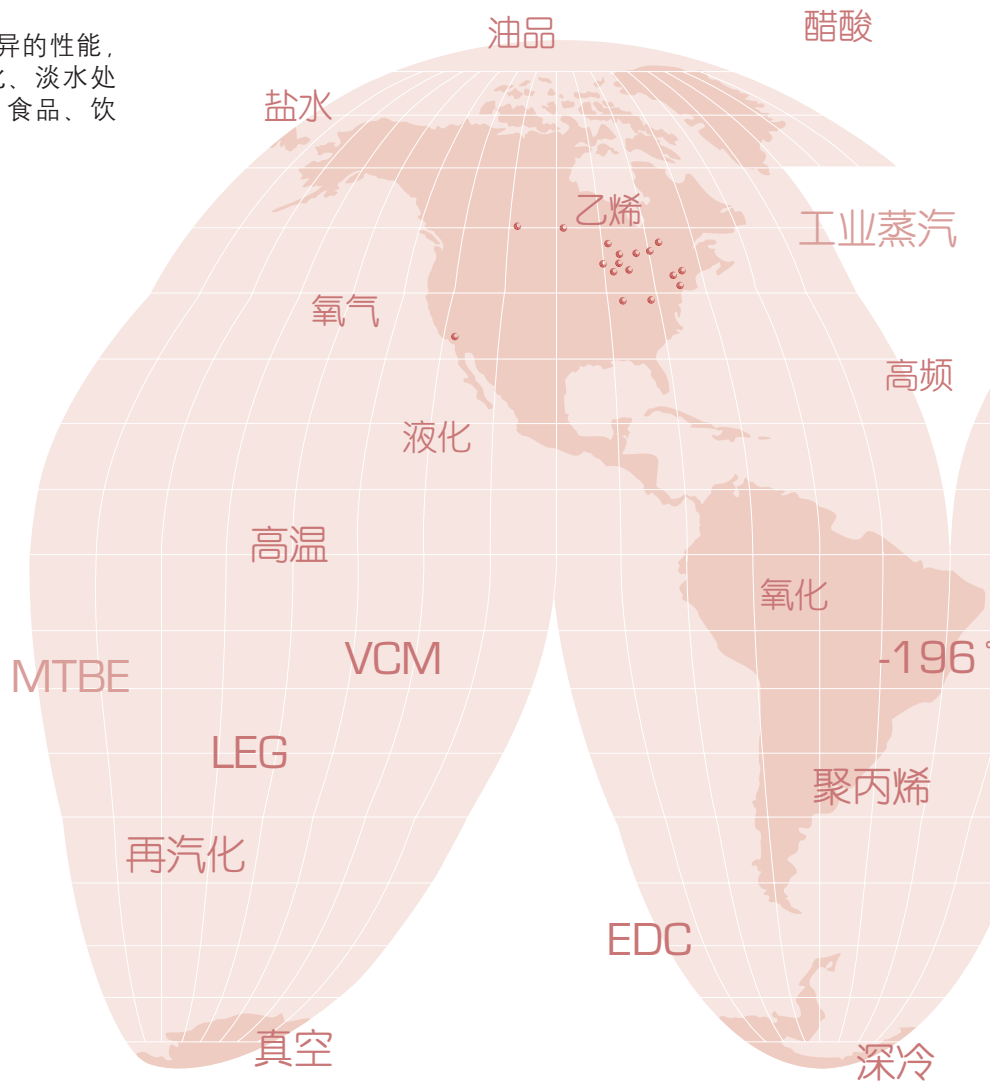 醋酸
油品
异的性能，
化、淡水处
食品、饮
盐水
乙烯
工业蒸汽
氧气
高频
液化
高温
氧化
VCM
-196°
MTBE
LEG
聚丙烯
再汽化
EDC
真空
深冷